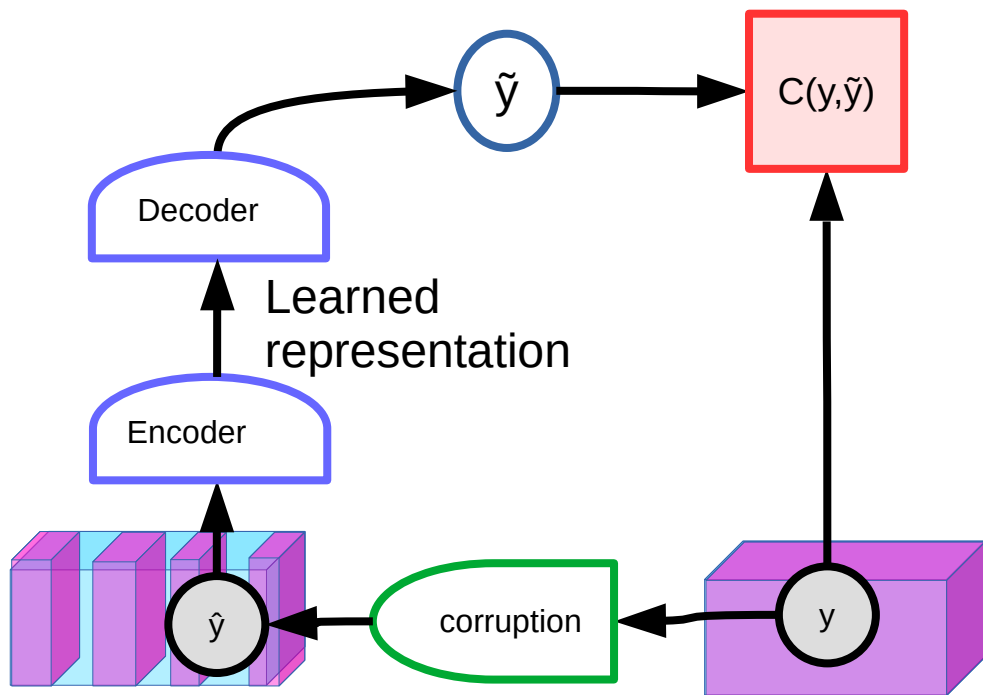 ỹ
C(y,ỹ)
Decoder
Learned
representation
Encoder
ŷ
corruption
y